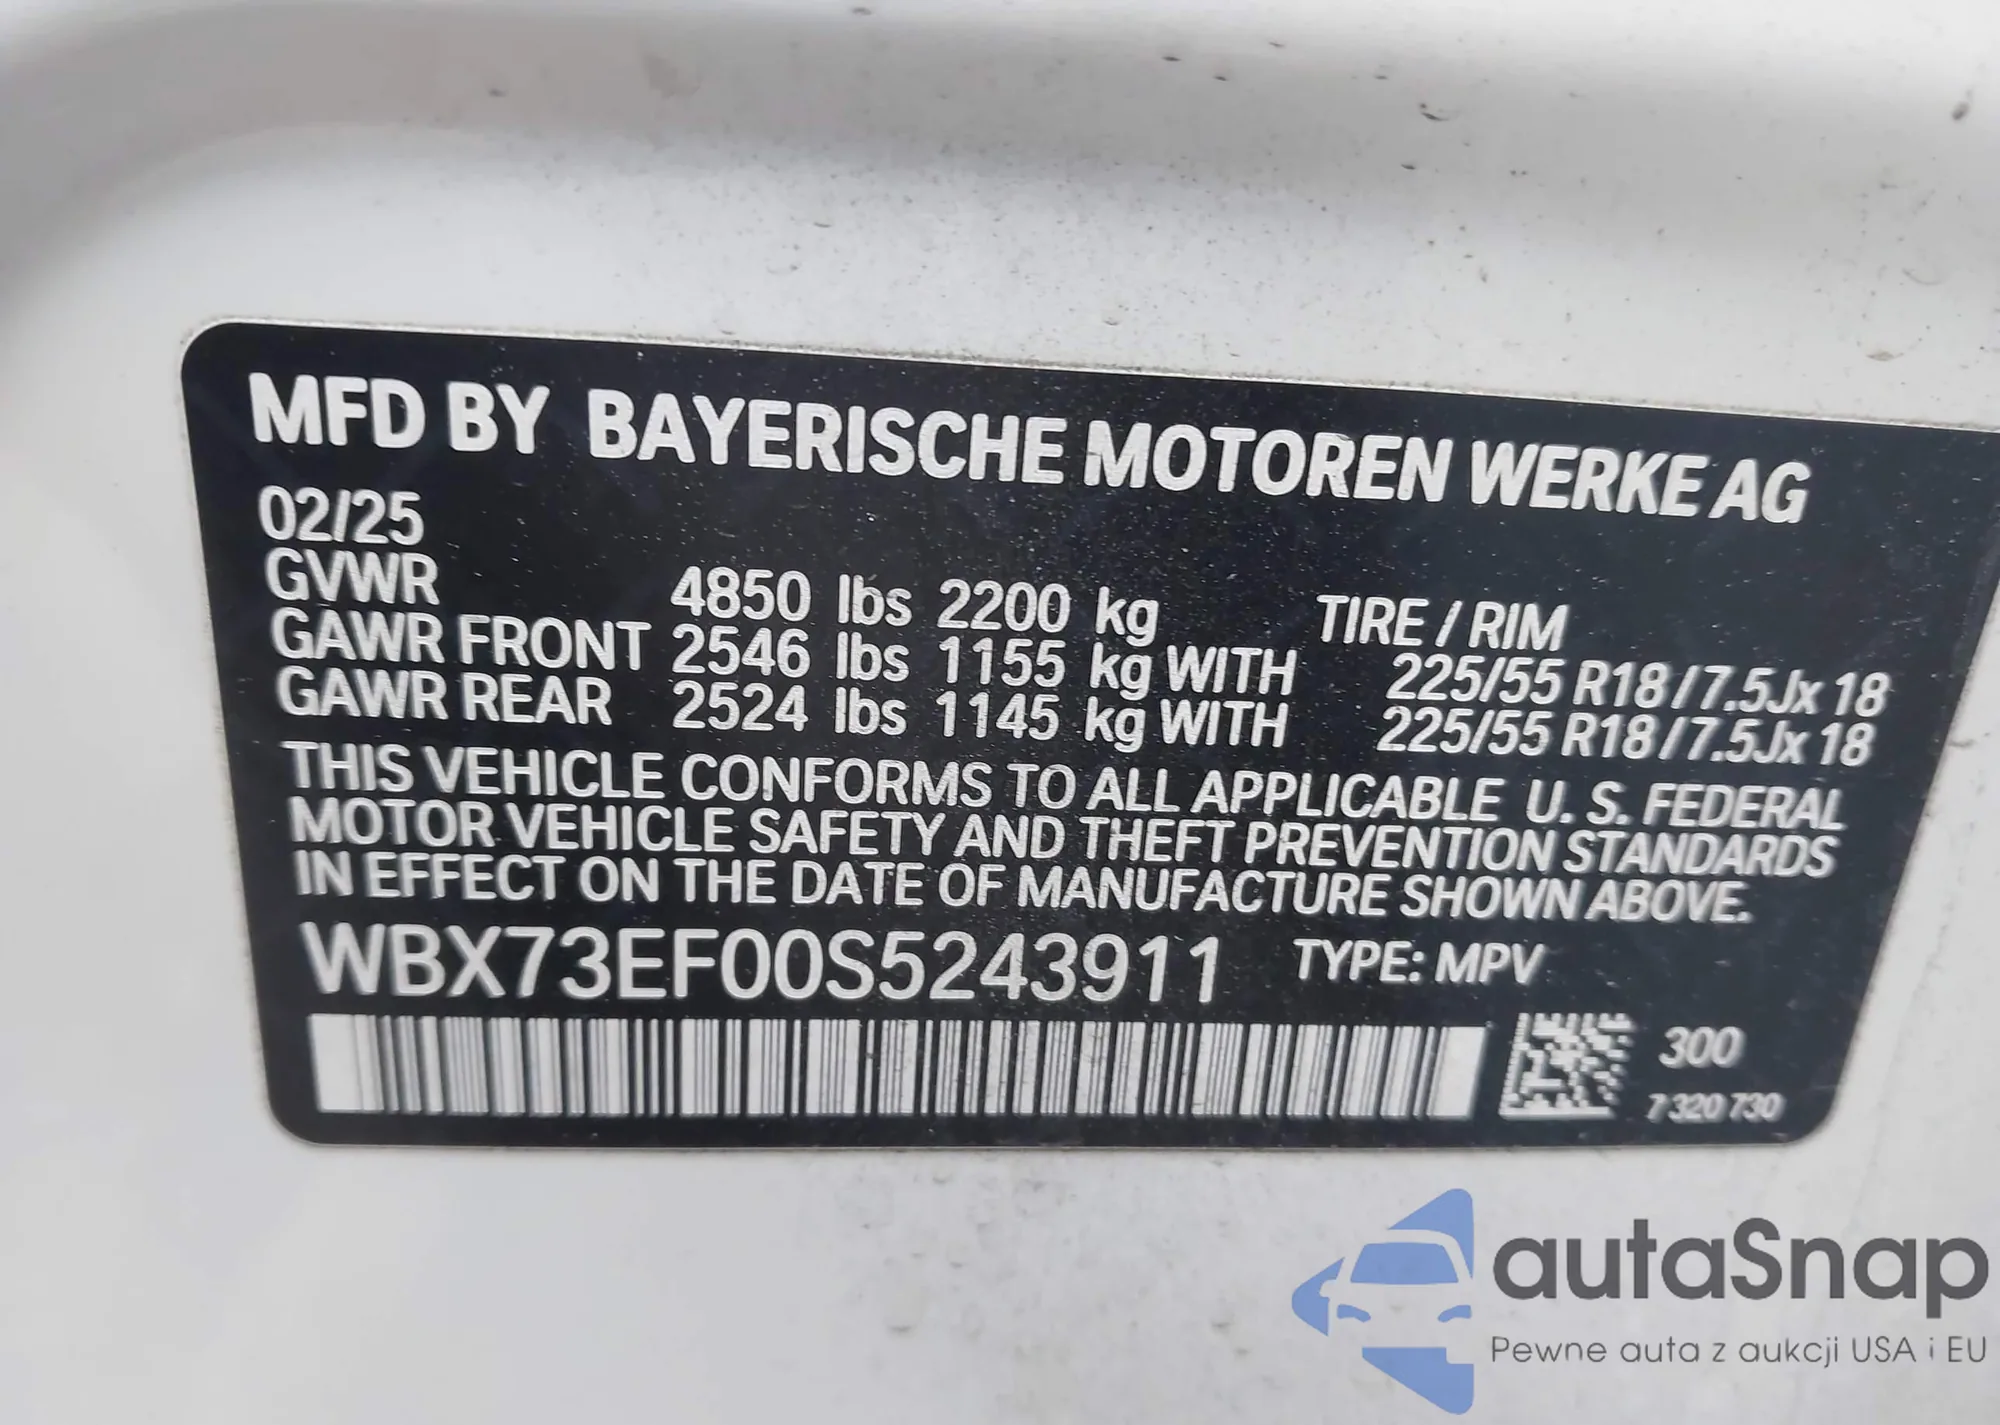 MFD BY BAYERISCHE MOTOREN WERKE AG
02/25
GVWR 4850 lbs 2200 kg TIRE / RIM
GAWR FRONT 2546 lbs 1155 kg WITH 225/55 R18 / 7.5Jx 18
GAWR REAR 2524 lbs 1145 kg WITH 225/55 R18 / 7.5Jx 18
THIS VEHICLE CONFORMS TO ALL APPLICABLE U. S. FEDERAL
MOTOR VEHICLE SAFETY AND THEFT PREVENTION STANDARDS
IN EFFECT ON THE DATE OF MANUFACTURE SHOWN ABOVE.
WBX73EF00S5243911 TYPE: MPV
300
7 320 730
autaSnap
Pewne auta z aukcji USA i EU